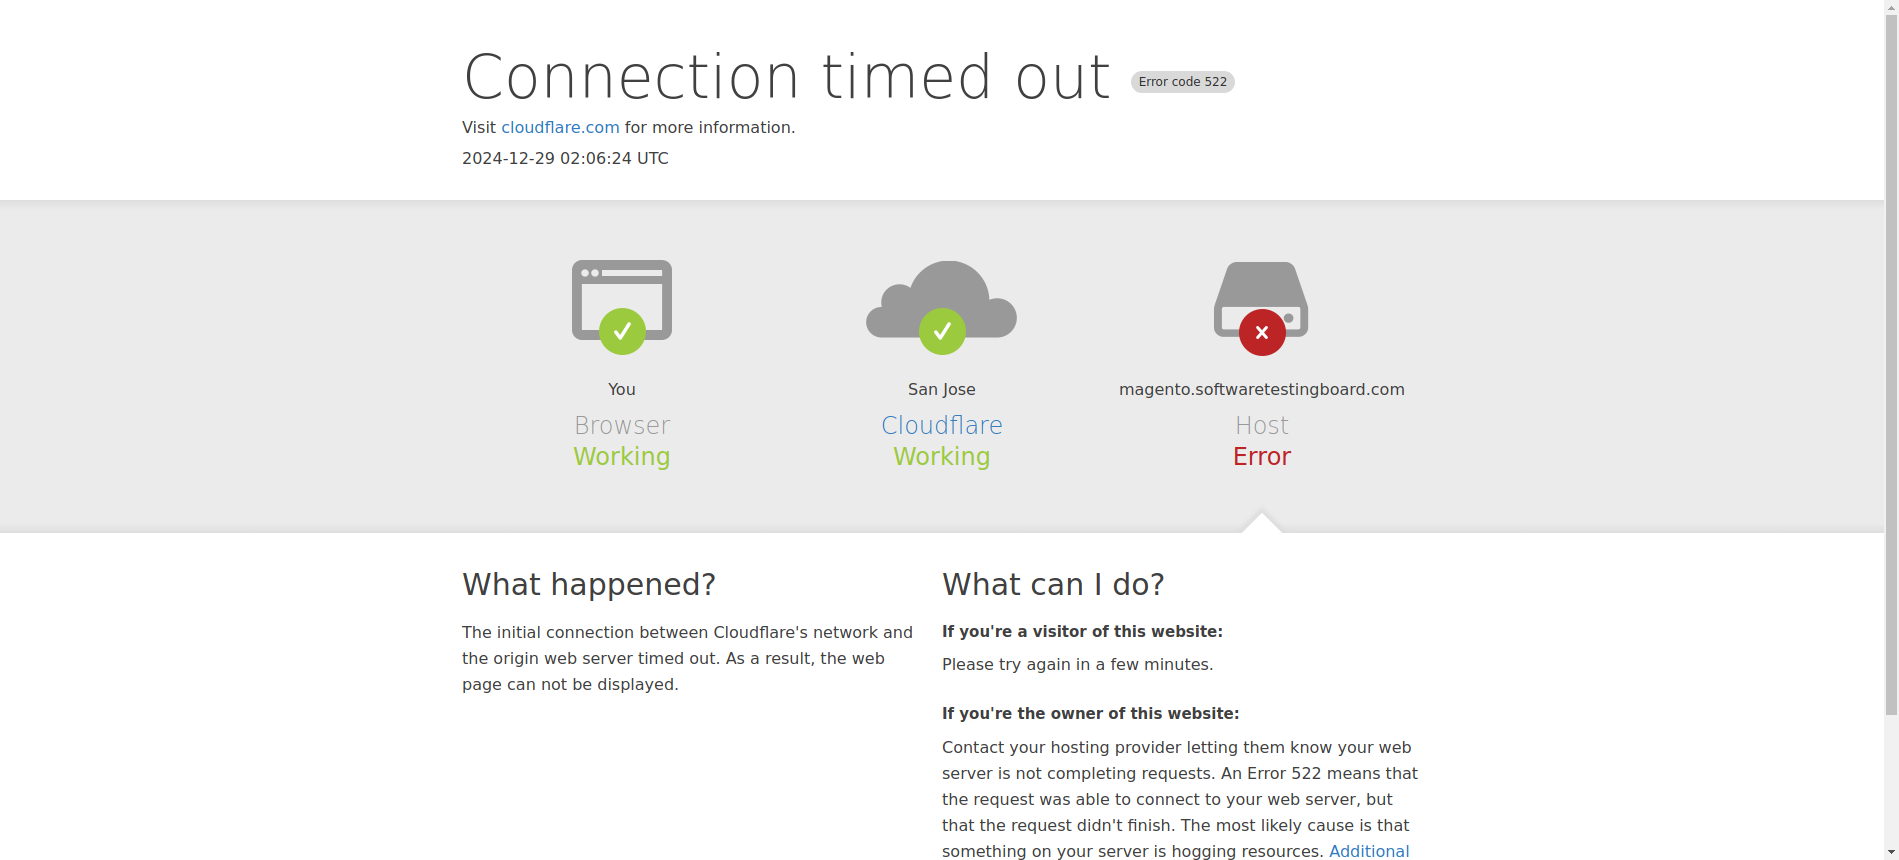 Connection timed out Error code 522
Visit cloudflare.com for more information.
2024-12-29 02:06:24 UTC
You
Browser
Working
San Jose
Cloudflare
Working
magento.softwaretestingboard.com
Host
Error
What happened?
The initial connection between Cloudflare's network and
the origin web server timed out. As a result, the web
page can not be displayed.
What can I do?
If you're a visitor of this website:
Please try again in a few minutes.
If you're the owner of this website:
Contact your hosting provider letting them know your web
server is not completing requests. An Error 522 means that
the request was able to connect to your web server, but
that the request didn't finish. The most likely cause is that
something on your server is hogging resources. Additional